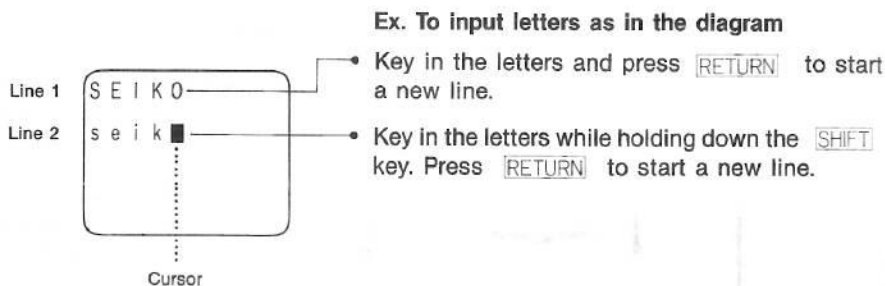 Ex. To input letters as in the diagram
Key in the letters and press RETURN to start
a new line.
Line 1 SEIKO
Line 2 seik
Key in the letters while holding down the SHIFT
key. Press RETURN to start a new line.
Cursor